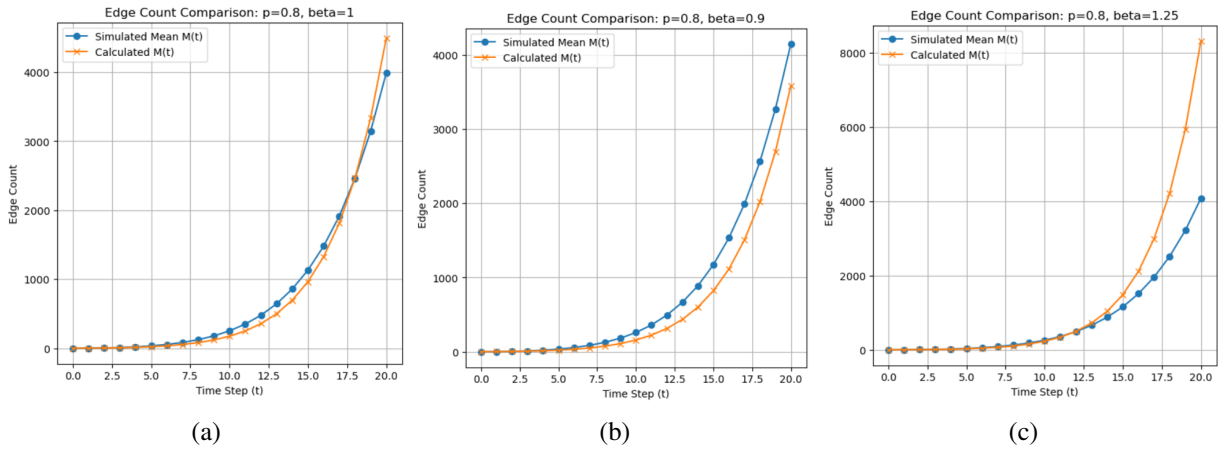 Edge Count Comparison: p=0.8, beta=1
Simulated Mean M(t)
Calculated M(t)
4000
3000
2000
1000
0
Edge Count
0.0 2.5 5.0 7.5 10.0 12.5 15.0 17.5 20.0
Time Step (t)
(a)
Edge Count Comparison: p=0.8, beta=0.9
Simulated Mean M(t)
Calculated M(t)
4000
3000
2000
1000
0
Edge Count
0.0 2.5 5.0 7.5 10.0 12.5 15.0 17.5 20.0
Time Step (t)
(b)
Edge Count Comparison: p=0.8, beta=1.25
Simulated Mean M(t)
Calculated M(t)
8000
6000
4000
2000
0
Edge Count
0.0 2.5 5.0 7.5 10.0 12.5 15.0 17.5 20.0
Time Step (t)
(c)